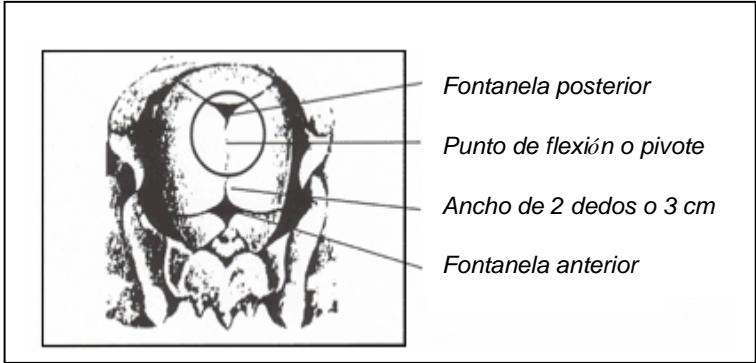 Fontanela posterior
Punto de flexión o pivote
Ancho de 2 dedos o 3 cm
Fontanela anterior